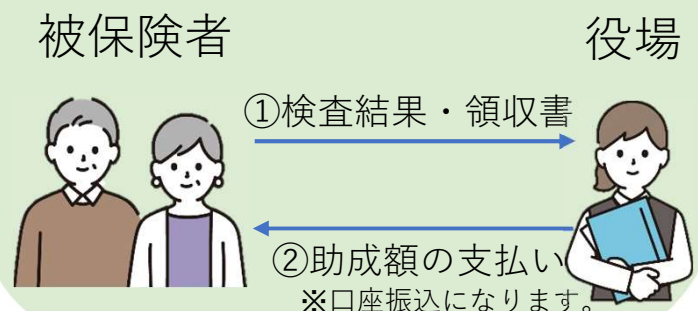 被保険者
役場
①検査結果・領収書
②助成額の支払い
※口座振込になります。